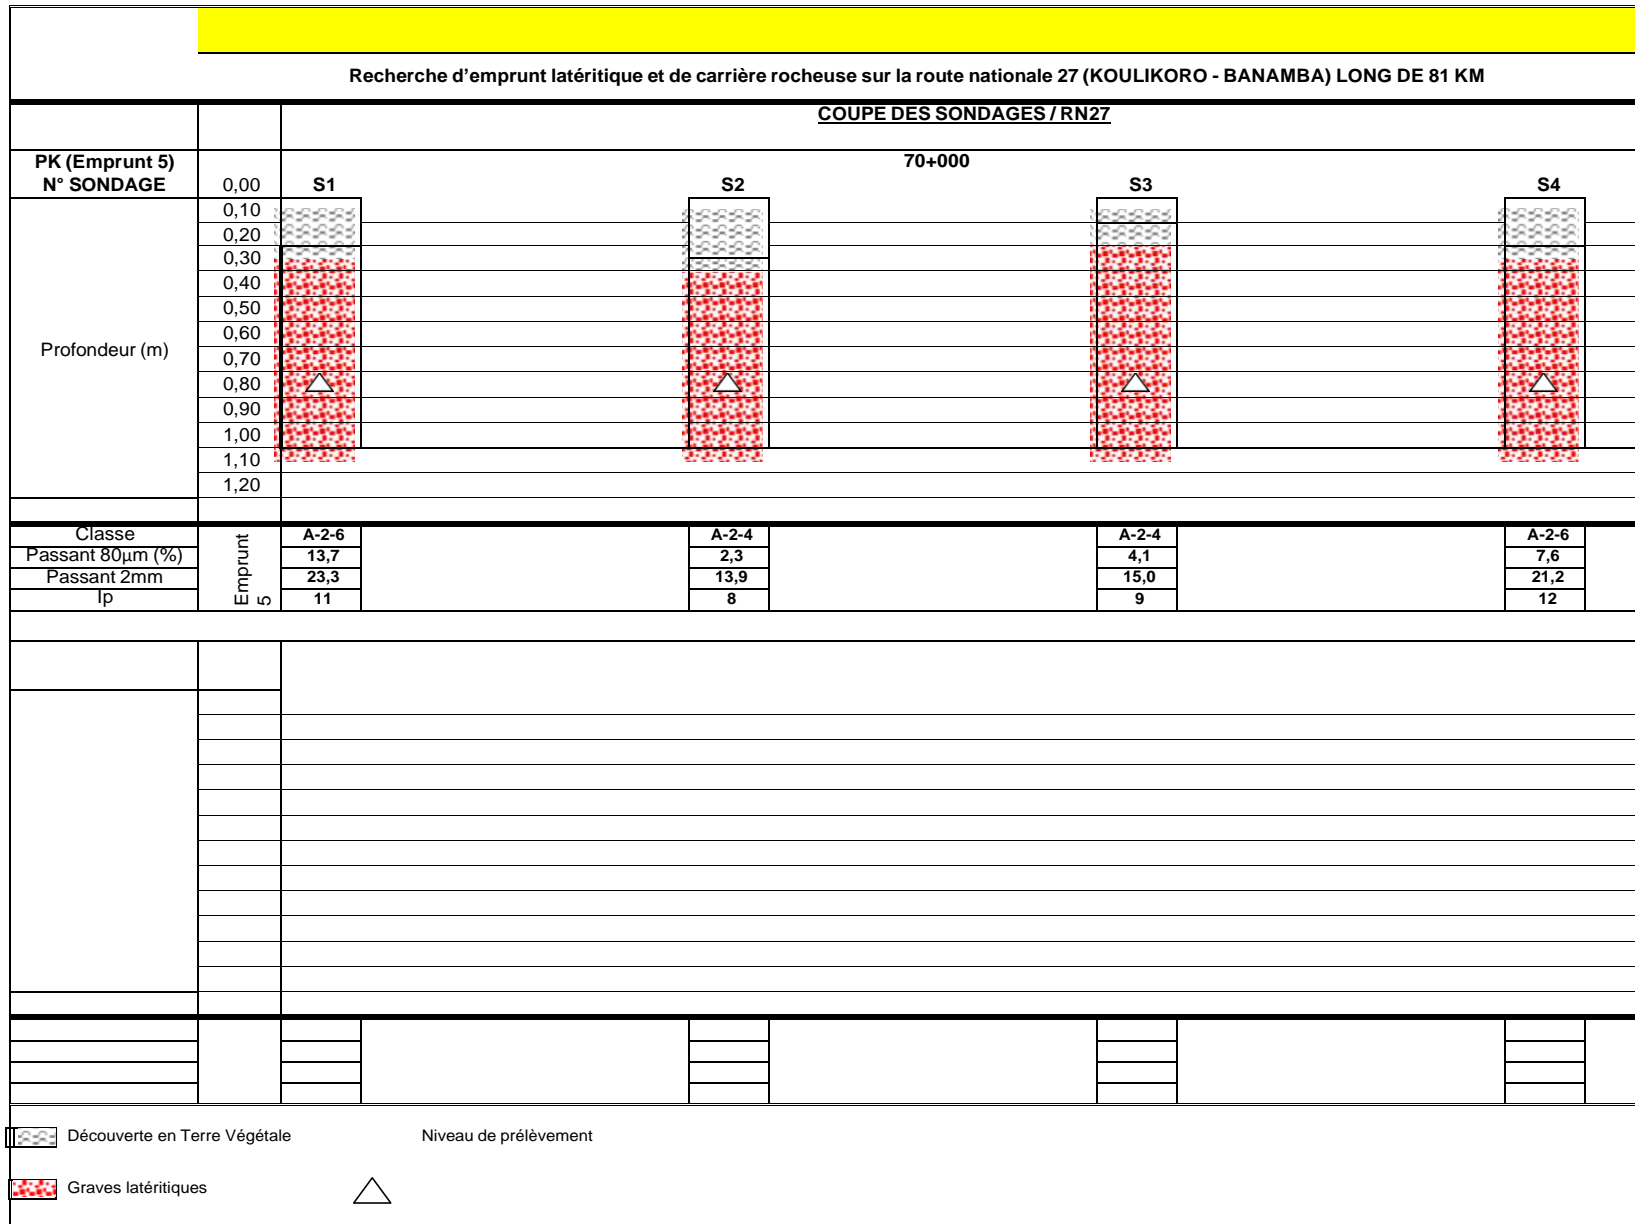 Recherche d’emprunt latéritique et de carrière rocheuse sur la route nationale 27 (KOULIKORO - BANAMBA) LONG DE 81 KM
COUPE DES SONDAGES / RN27
PK (Emprunt 5) 70+000
N° SONDAGE 0,00 S1 S2 S3 S4
0,10
0,20
0,30
0,40
0,50
0,60
Profondeur (m)
0,70
0,80
0,90
1,00
1,10
1,20
Classe A-2-6 A-2-4 A-2-4 A-2-6
Passant 80µm (%) 13,7 2,3 4,1 7,6
Passant 2mm 23,3 13,9 15,0 21,2
Ip 11 8 9 12
Emprunt
5
Découverte en Terre Végétale Niveau de prélèvement
Graves latéritiques